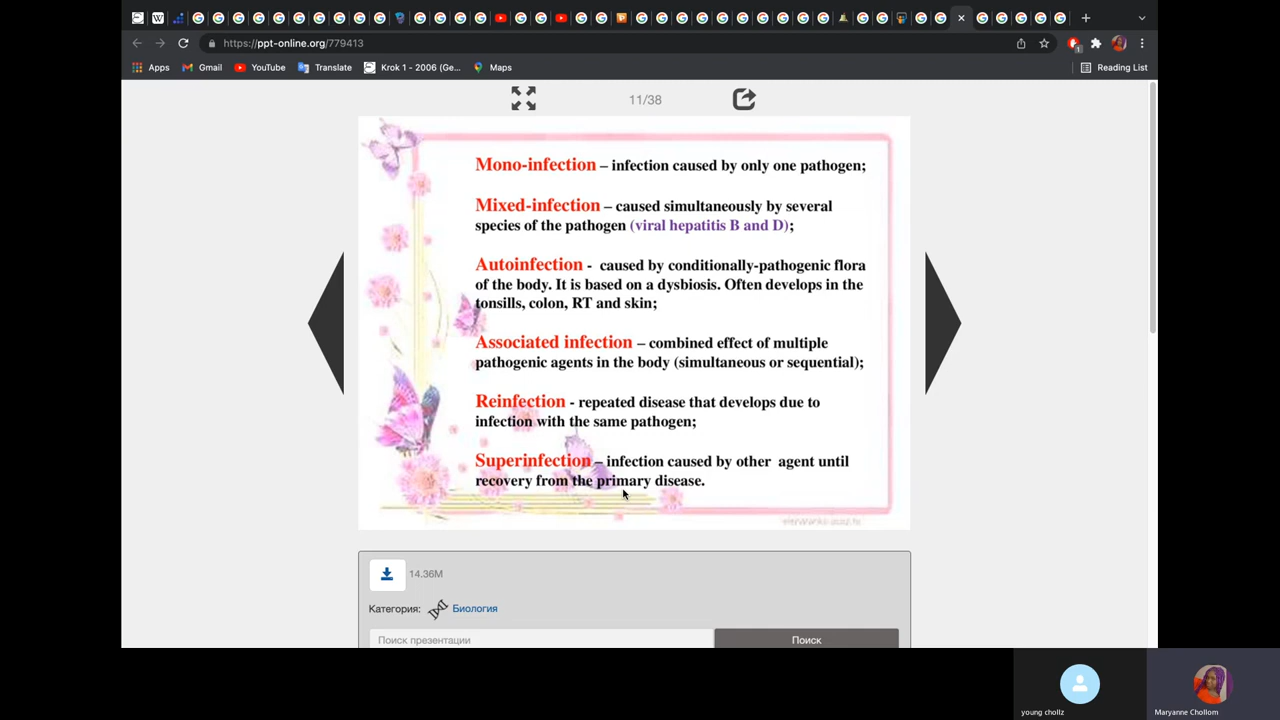 https://ppt-online.org/779413
Apps
Gmail
YouTube
Translate
Krok 1 - 2006 (Ge...
Maps
Reading List
11/38
Mono-infection – infection caused by only one pathogen;
Mixed-infection – caused simultaneously by several
species of the pathogen (viral hepatitis B and D);
Autoinfection - caused by conditionally-pathogenic flora
of the body. It is based on a dysbiosis. Often develops in the
tonsills, colon, RT and skin;
Associated infection – combined effect of multiple
pathogenic agents in the body (simultaneous or sequential);
Reinfection - repeated disease that develops due to
infection with the same pathogen;
Superinfection – infection caused by other agent until
recovery from the primary disease.
14.36M
Категория: Биология
Поиск презентации
Поиск
young chollz
Maryanne Chollom